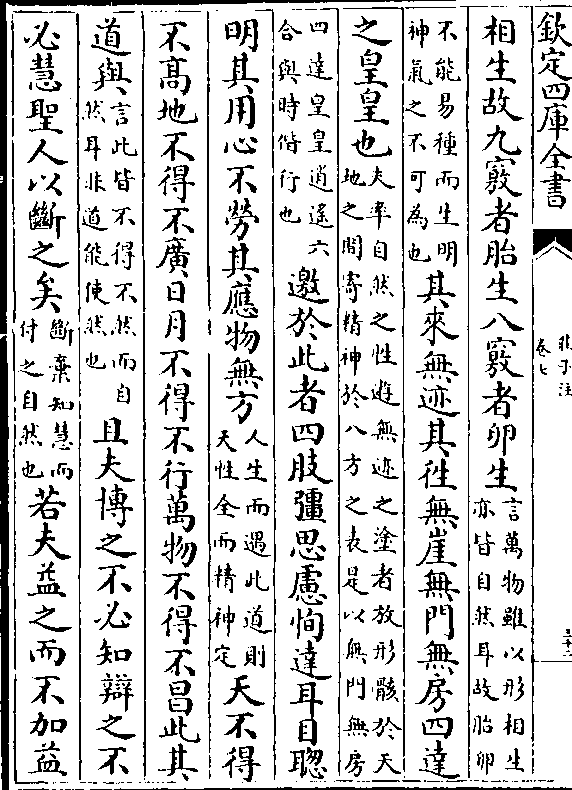 欽定四庫全書
莊子注
卷七
三十二
相生故九竅者胎生八竅者卵生言萬物雖以形相生亦皆自然耳故胎卵
不能易種而生明神氣之不可為也其來無迹其往無崖無門無房四達
之皇皇也夫率自然之性遊無迹之塗者放形骸於天地之間寄精神於八方之表是以無門無房
四達皇皇逍遙六合與時偕行也邀於此者四肢彊思慮恂達耳目聰
明其用心不勞其應物無方人生而遇此道則天性全而精神定天不得
不髙地不得不廣日月不得不行萬物不得不昌此其
道與言此皆不得不然而自然耳非道能使然也且夫博之不必知辯之不
必慧聖人以斷之矣斷棄知慧而付之自然也若夫益之而不加益